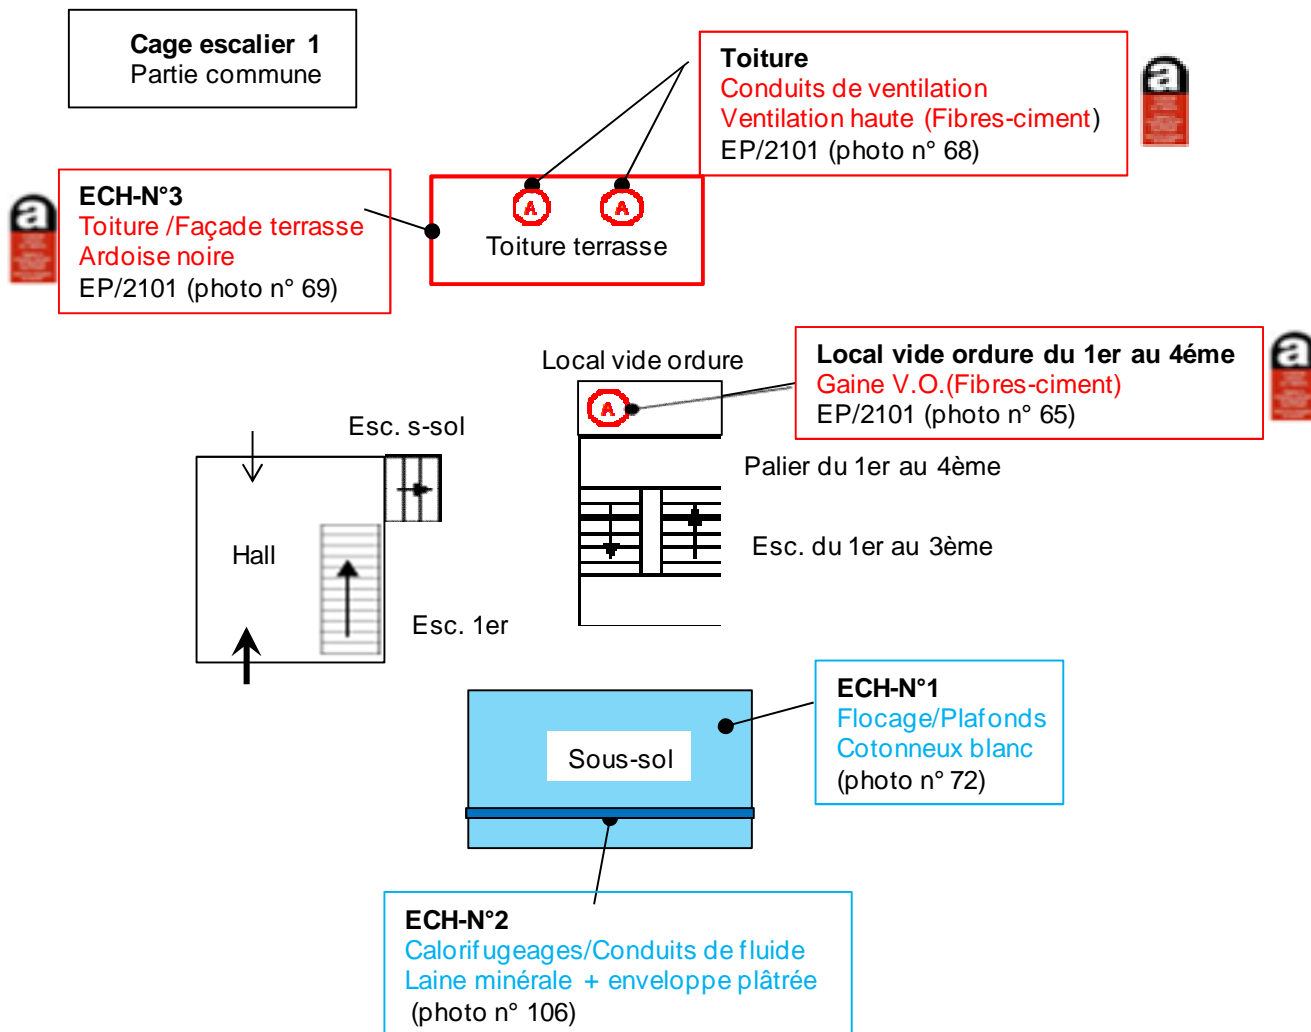 Cage escalier 1
Partie commune
Toiture
Conduits de ventilation
Ventilation haute (Fibres-ciment)
EP/2101 (photo n° 68)
a
ECH-N°3
Toiture /Façade terrasse
Ardoise noire
EP/2101 (photo n° 69)
a
A A
Toiture terrasse
Local vide ordure
A
Local vide ordure du 1er au 4éme
Gaine V.O.(Fibres-ciment)
EP/2101 (photo n° 65)
a
Esc. s-sol
Palier du 1er au 4ème
Hall
Esc. du 1er au 3ème
Esc. 1er
Sous-sol
ECH-N°1
Flocage/Plafonds
Cotonneux blanc
(photo n° 72)
ECH-N°2
Calorifugeages/Conduits de fluide
Laine minérale + enveloppe plâtrée
(photo n° 106)